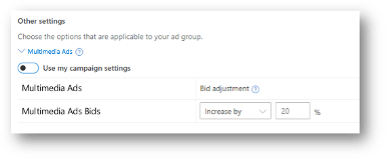 Other settings
Choose the options that are applicable to your ad group.
Multimedia Ads ?
Use my campaign settings
Multimedia Ads Bid adjustment ?
Multimedia Ads Bids Increase by 20 %